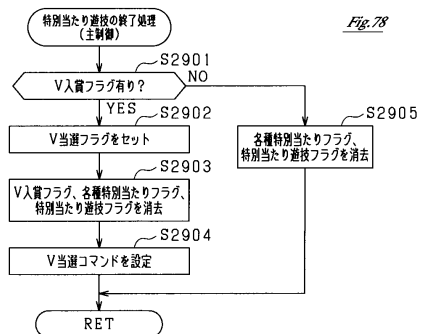 特別当たり遊技の終了処理
(主制御)
Fig.78
S2901
V入賞フラグ有り?
NO
YES
S2902
V当選フラグをセット
S2905
各種特別当たりフラグ、
特別当たり遊技フラグを消去
S2903
V入賞フラグ、各種特別当たりフラグ、
特別当たり遊技フラグを消去
S2904
V当選コマンドを設定
RET